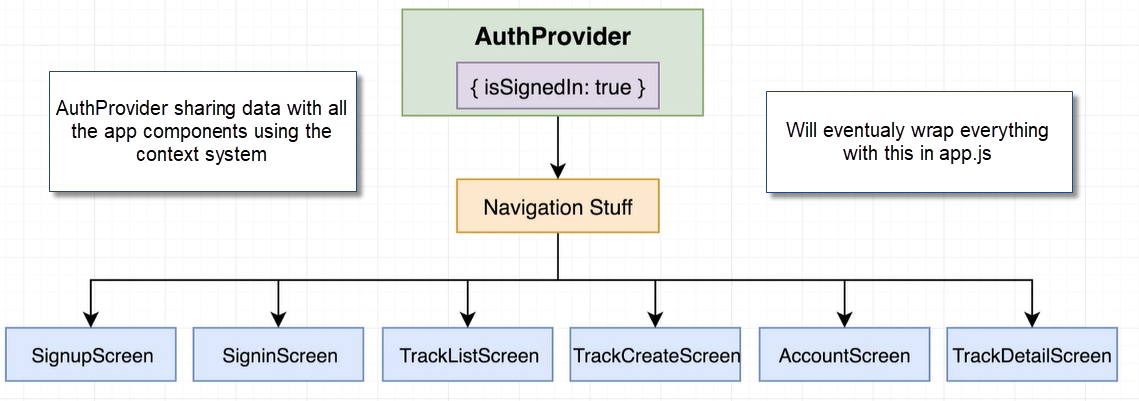 AuthProvider
{ isSignedIn: true }
AuthProvider sharing data with all
the app components using the
context system
Will eventualy wrap everything
with this in app.js
Navigation Stuff
SignupScreen
SigninScreen
TrackListScreen
TrackCreateScreen
AccountScreen
TrackDetailScreen